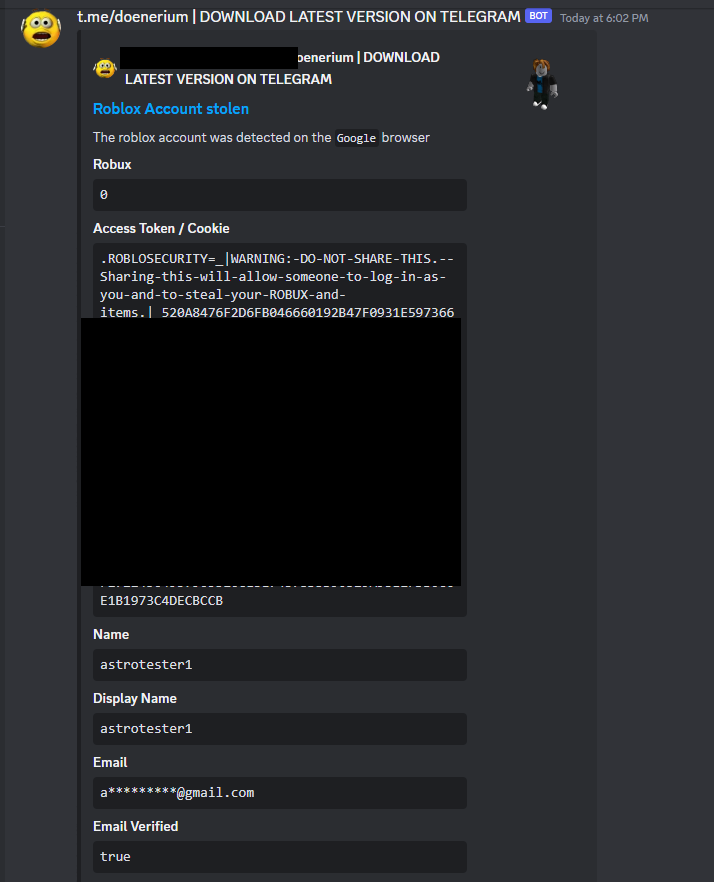 t.me/doenerium | DOWNLOAD LATEST VERSION ON TELEGRAM BOT Today at 6:02 PM
oenerium | DOWNLOAD
LATEST VERSION ON TELEGRAM
Roblox Account stolen
The roblox account was detected on the Google browser
Robux
0
Access Token / Cookie
.ROBLOSECURITY=_|WARNING:-DO-NOT-SHARE-THIS.--
Sharing-this-will-allow-someone-to-log-in-as-
you-and-to-steal-your-ROBUX-and-
items.|_520A8476F2D6FB046660192B47F0931E597366
E1B1973C4DECBCCB
Name
astrotester1
Display Name
astrotester1
Email
a*********@gmail.com
Email Verified
true